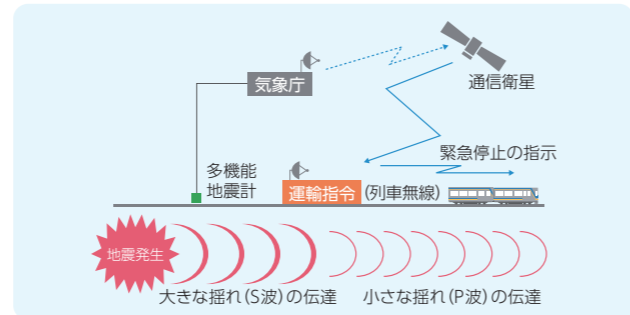 気象庁
通信衛星
緊急停止の指示
多機能
地震計
運輸指令
(列車無線)
地震発生
大きな揺れ(S波)の伝達
小さな揺れ(P波)の伝達